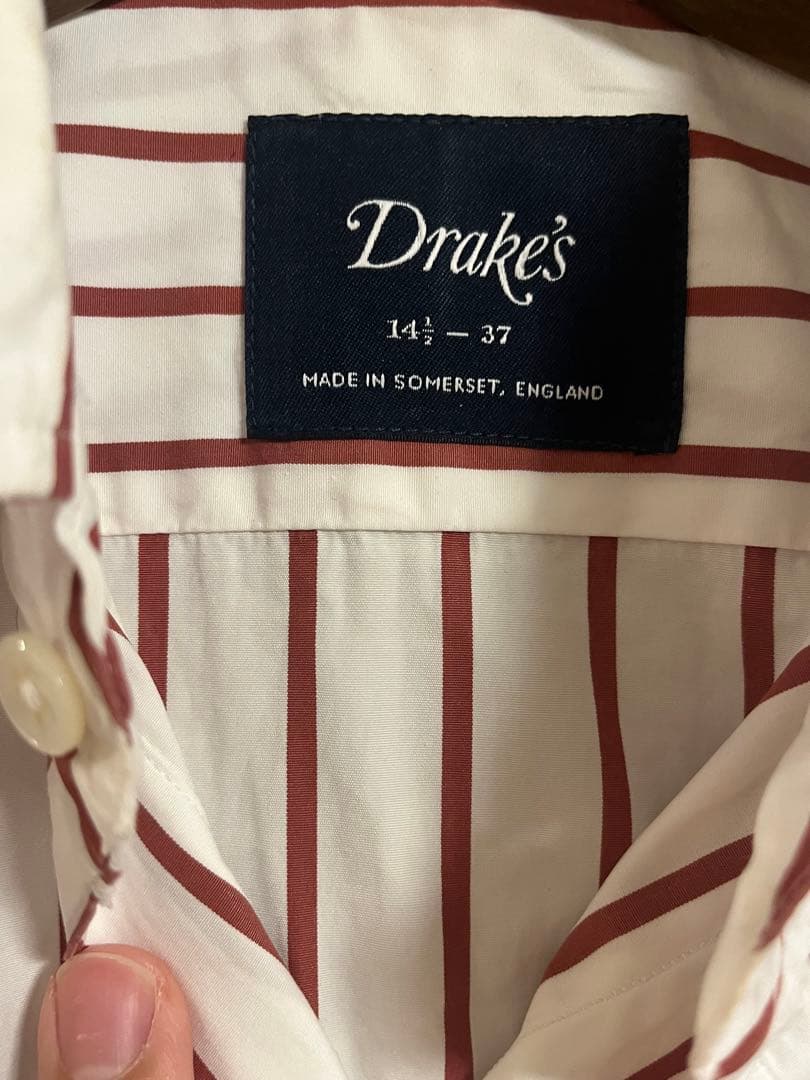 Drake's
14½ — 37
MADE IN SOMERSET, ENGLAND